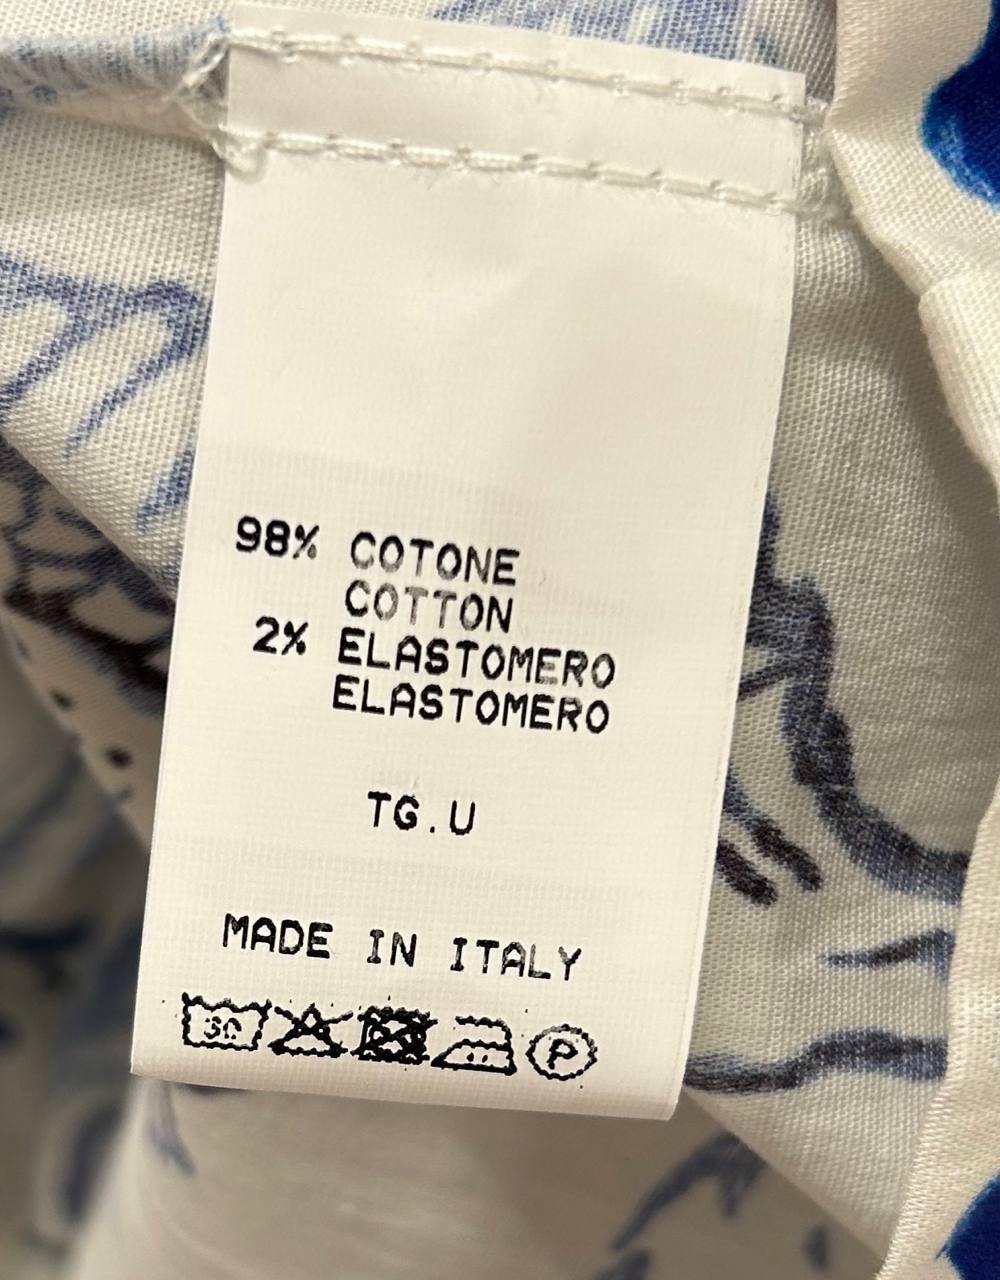 98% COTONE
COTTON
2% ELASTOMERO
ELASTOMERO
TG.U
MADE IN ITALY
30
P